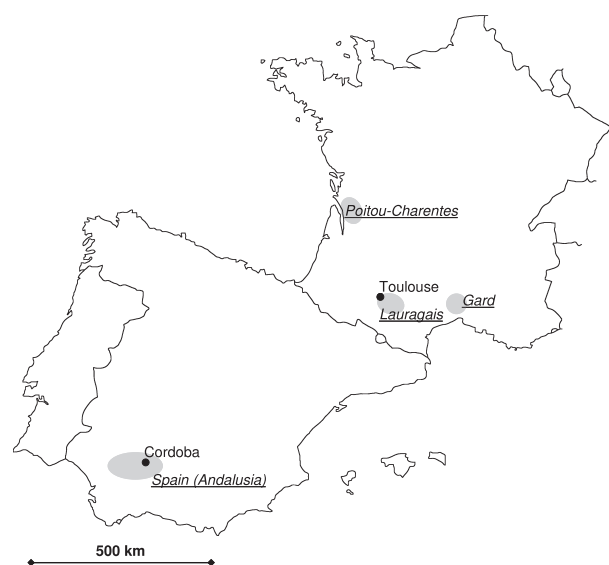 Poitou-Charentes
Toulouse
Lauragais
Gard
Cordoba
Spain (Andalusia)
500 km